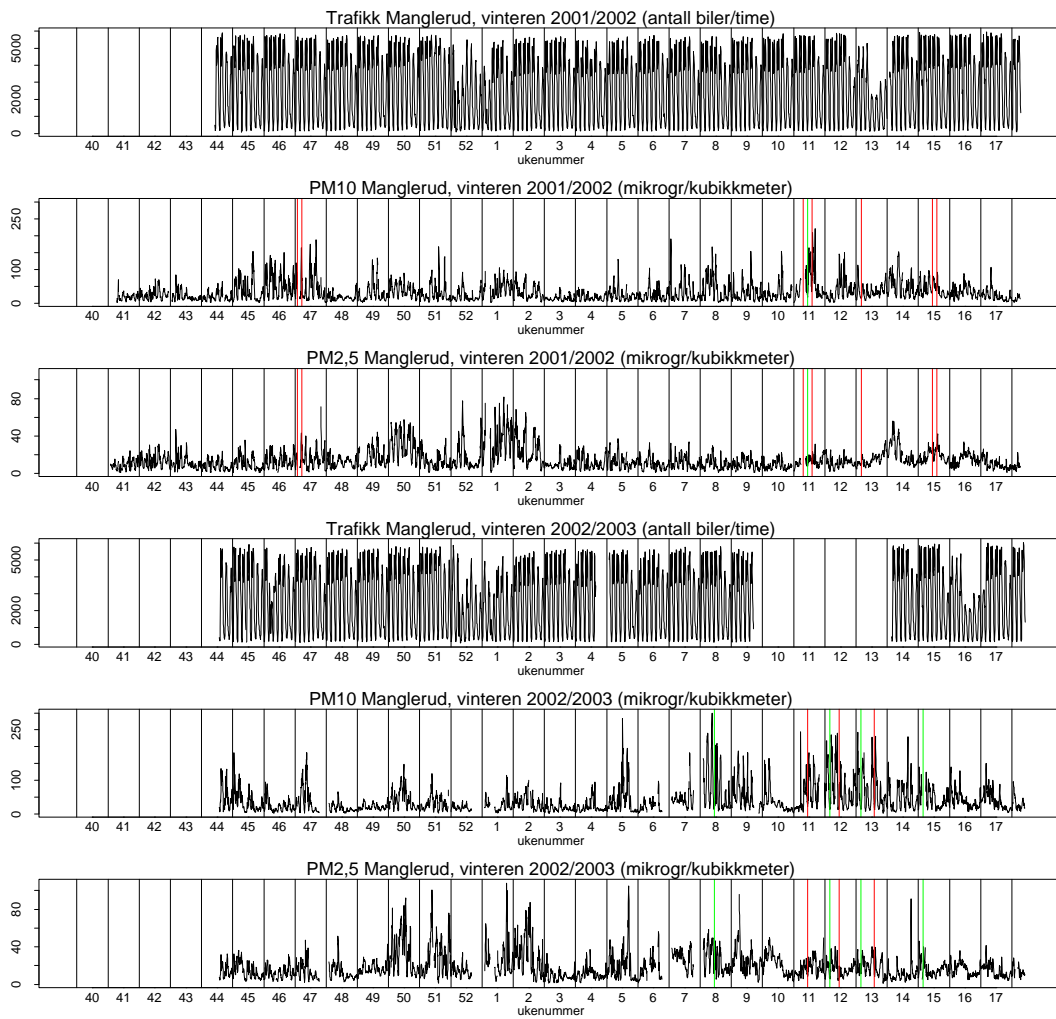 Trafikk Manglerud, vinteren 2001/2002 (antall biler/time)
0 2000 5000
40 41 42 43 44 45 46 47 48 49 50 51 52 1 2 3 4 5 6 7 8 9 10 11 12 13 14 15 16 17
ukenummer
PM10 Manglerud, vinteren 2001/2002 (mikrogr/kubikkmeter)
0 100 250
40 41 42 43 44 45 46 47 48 49 50 51 52 1 2 3 4 5 6 7 8 9 10 11 12 13 14 15 16 17
ukenummer
PM2,5 Manglerud, vinteren 2001/2002 (mikrogr/kubikkmeter)
0 40 80
40 41 42 43 44 45 46 47 48 49 50 51 52 1 2 3 4 5 6 7 8 9 10 11 12 13 14 15 16 17
ukenummer
Trafikk Manglerud, vinteren 2002/2003 (antall biler/time)
0 2000 5000
40 41 42 43 44 45 46 47 48 49 50 51 52 1 2 3 4 5 6 7 8 9 10 11 12 13 14 15 16 17
ukenummer
PM10 Manglerud, vinteren 2002/2003 (mikrogr/kubikkmeter)
0 100 250
40 41 42 43 44 45 46 47 48 49 50 51 52 1 2 3 4 5 6 7 8 9 10 11 12 13 14 15 16 17
ukenummer
PM2,5 Manglerud, vinteren 2002/2003 (mikrogr/kubikkmeter)
0 40 80
40 41 42 43 44 45 46 47 48 49 50 51 52 1 2 3 4 5 6 7 8 9 10 11 12 13 14 15 16 17
ukenummer